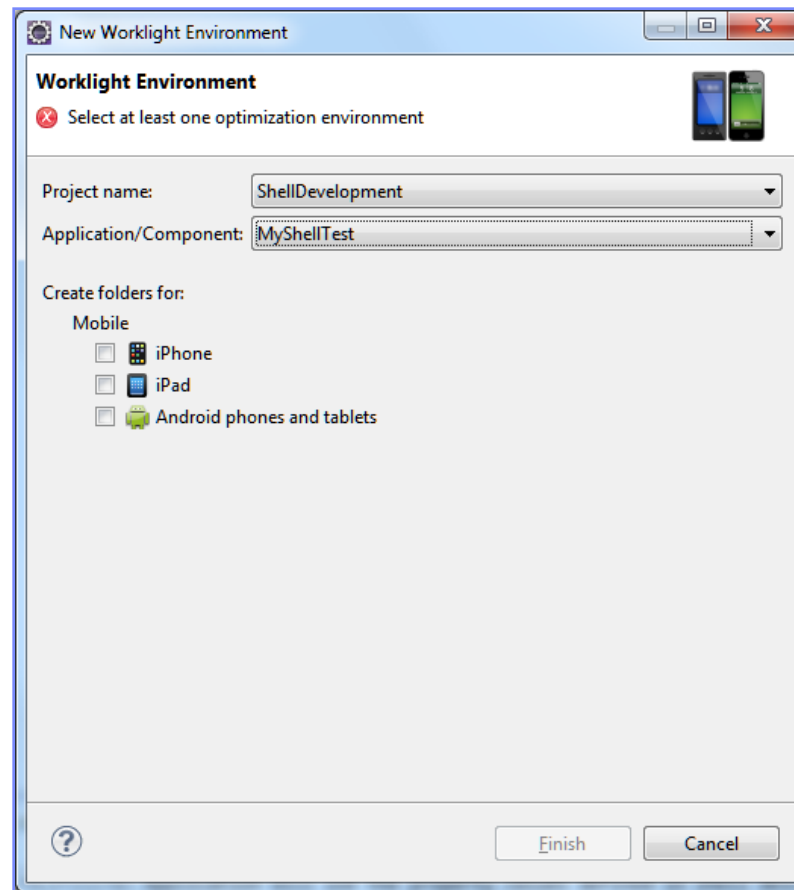 New Worklight Environment
Worklight Environment
Select at least one optimization environment
Project name: ShellDevelopment
Application/Component: MyShellTest
Create folders for:
Mobile
iPhone
iPad
Android phones and tablets
? Finish Cancel